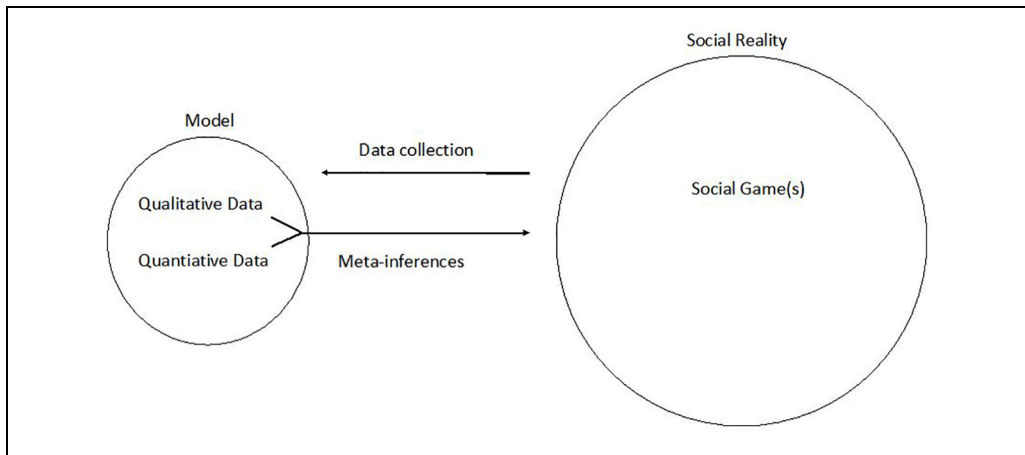 Social Reality
Model
Data collection
Social Game(s)
Qualitative Data
Quantiative Data
Meta-inferences